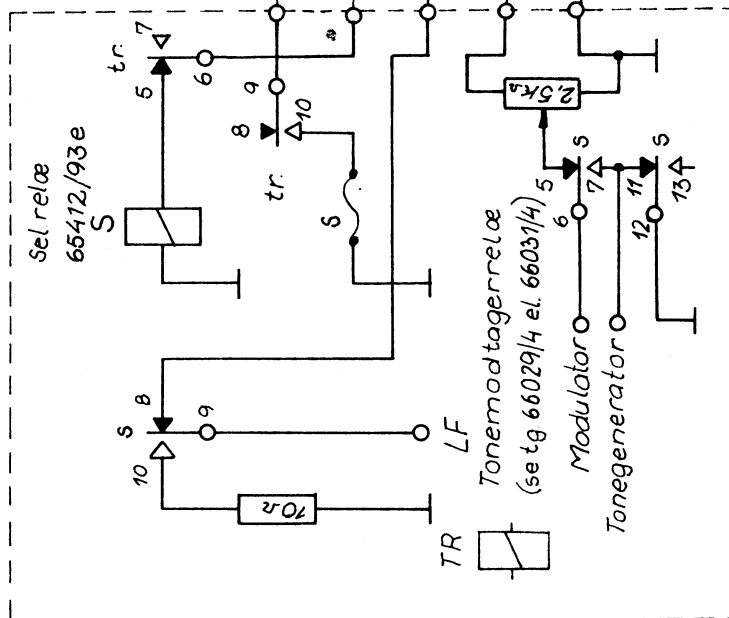 Sel.relæ
65412/93e
S
tr.
5
7
6
9
8
10
tr.
S
2,5kΩ
5
S
6
7
11
S
12
13
8
S
9
10
10Ω
LF
TR
Tonemodtagerrelæ
(se tg. 66029/4 el. 66031/4)
Modulator
Tonegenerator